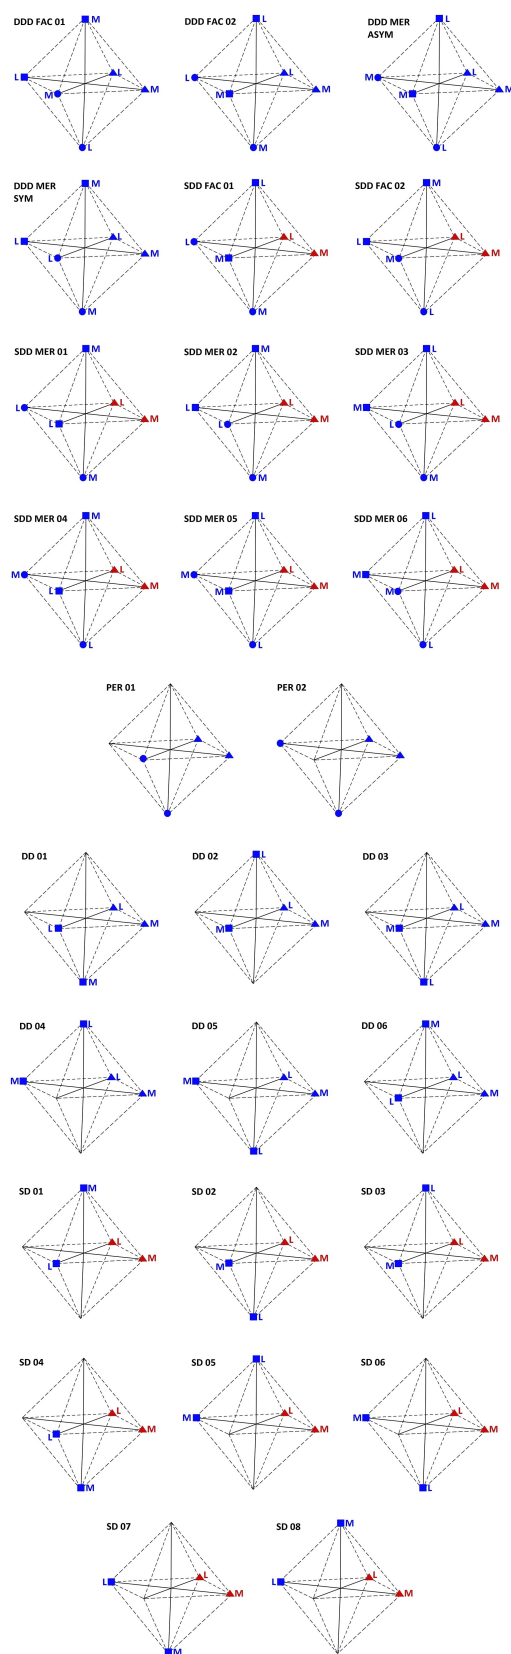 DDD FAC 01
M
L
L
M
M
L
DDD FAC 02
L
L
L
M
M
M
DDD MER
ASYM
L
M
L
M
M
L
DDD MER
SYM
M
L
L
L
M
M
SDD FAC 01
L
L
L
M
M
M
SDD FAC 02
M
L
L
M
M
L
SDD MER 01
M
L
L
L
M
M
SDD MER 02
M
L
L
L
M
M
SDD MER 03
L
M
L
L
M
M
SDD MER 04
M
M
L
L
M
L
SDD MER 05
L
M
L
M
M
L
SDD MER 06
L
M
L
M
M
L
PER 01
PER 02
DD 01
L
L
M
M
DD 02
L
L
M
M
DD 03
L
M
M
L
DD 04
L
M
L
M
DD 05
M
L
M
L
DD 06
M
L
L
M
SD 01
M
L
L
M
SD 02
L
M
M
L
SD 03
L
L
M
M
SD 04
L
L
M
M
SD 05
L
M
L
M
SD 06
M
L
M
L
SD 07
L
L
M
M
SD 08
M
L
L
M